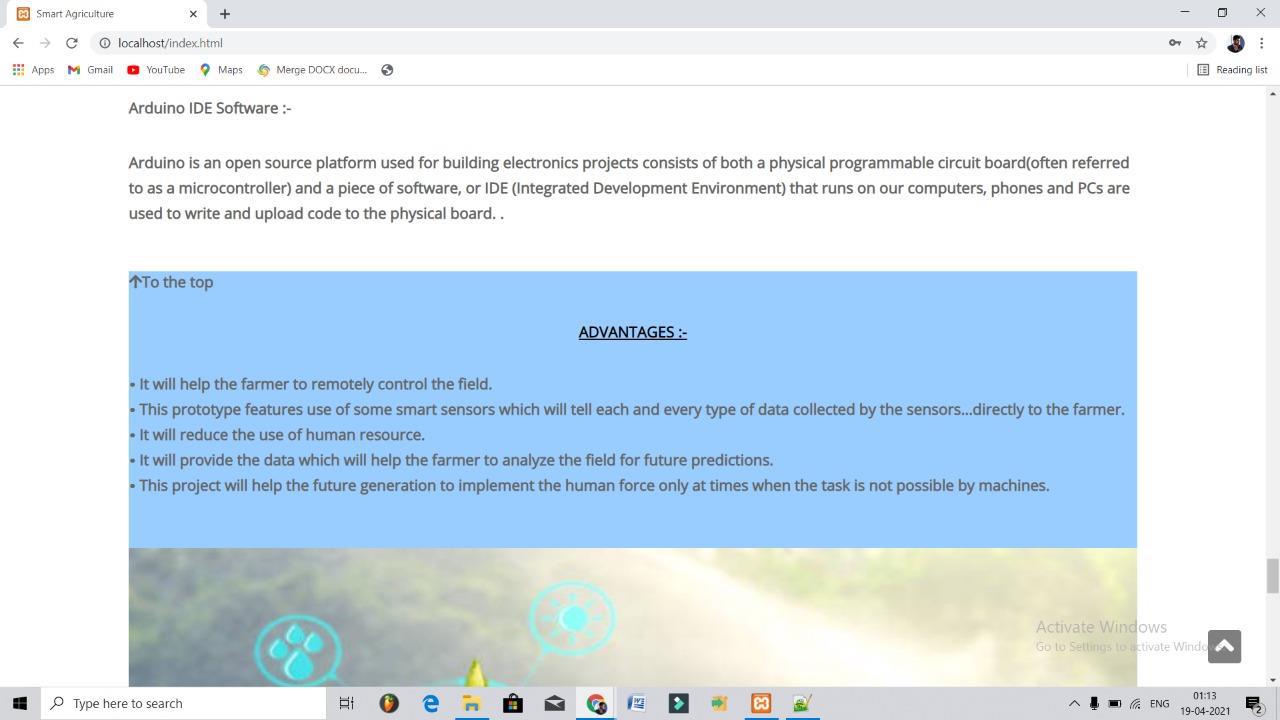 Smart Agriculture
localhost/index.html
Apps Gmail YouTube Maps Merge DOCX docu... Reading list
Arduino IDE Software :-
Arduino is an open source platform used for building electronics projects consists of both a physical programmable circuit board(often referred
to as a microcontroller) and a piece of software, or IDE (Integrated Development Environment) that runs on our computers, phones and PCs are
used to write and upload code to the physical board. .
↑To the top
ADVANTAGES :-
• It will help the farmer to remotely control the field.
• This prototype features use of some smart sensors which will tell each and every type of data collected by the sensors...directly to the farmer.
• It will reduce the use of human resource.
• It will provide the data which will help the farmer to analyze the field for future predictions.
• This project will help the future generation to implement the human force only at times when the task is not possible by machines.
Activate Windows
Go to Settings to activate Windo
Type here to search
ENG
01:13
19-04-2021
2